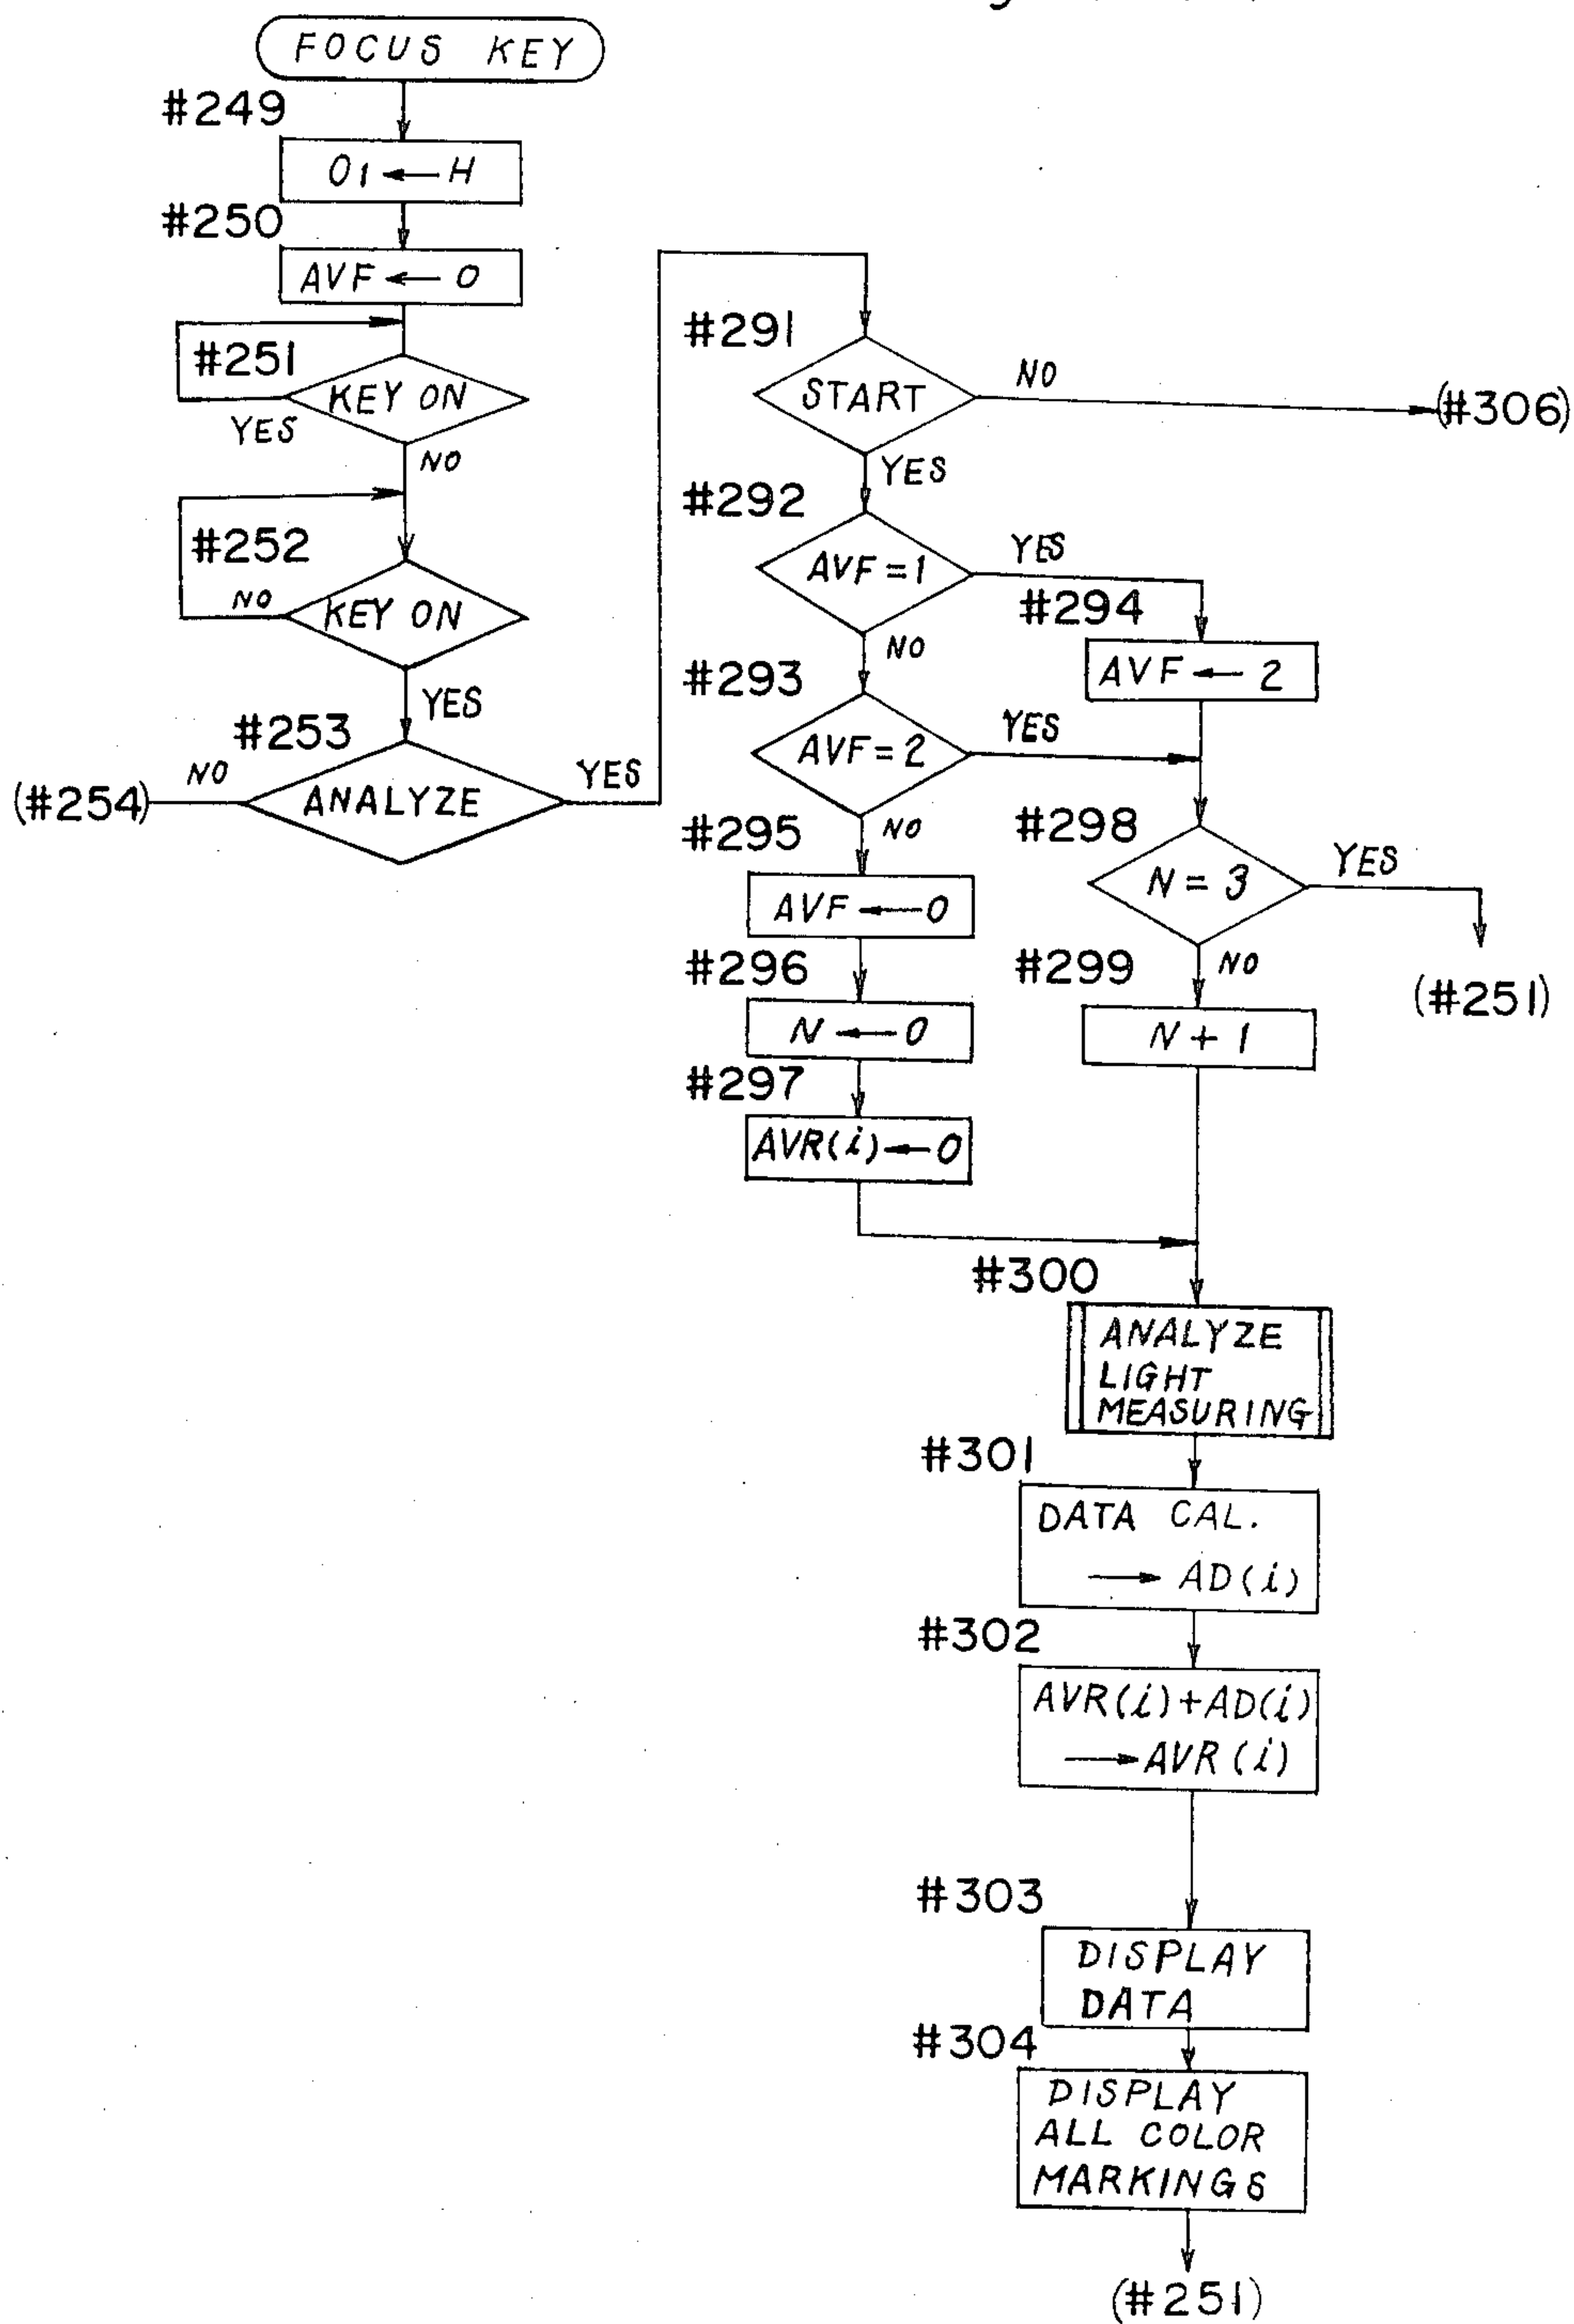 FOCUS KEY
#249
O1 ← H
#250
AVF ← 0
#251
KEY ON
YES
NO
#252
KEY ON
NO
YES
#253
ANALYZE
NO
YES
(#254)
#291
START
NO
(#306)
YES
#292
AVF = 1
YES
NO
#294
AVF ← 2
#293
AVF = 2
YES
NO
#295
AVF ← 0
#296
N ← 0
#297
AVR(i) ← 0
#298
N = 3
YES
(#251)
NO
#299
N + 1
#300
ANALYZE
LIGHT
MEASURING
#301
DATA CAL.
→ AD(i)
#302
AVR(i)+AD(i)
→ AVR(i)
#303
DISPLAY
DATA
#304
DISPLAY
ALL COLOR
MARKINGS
(#251)